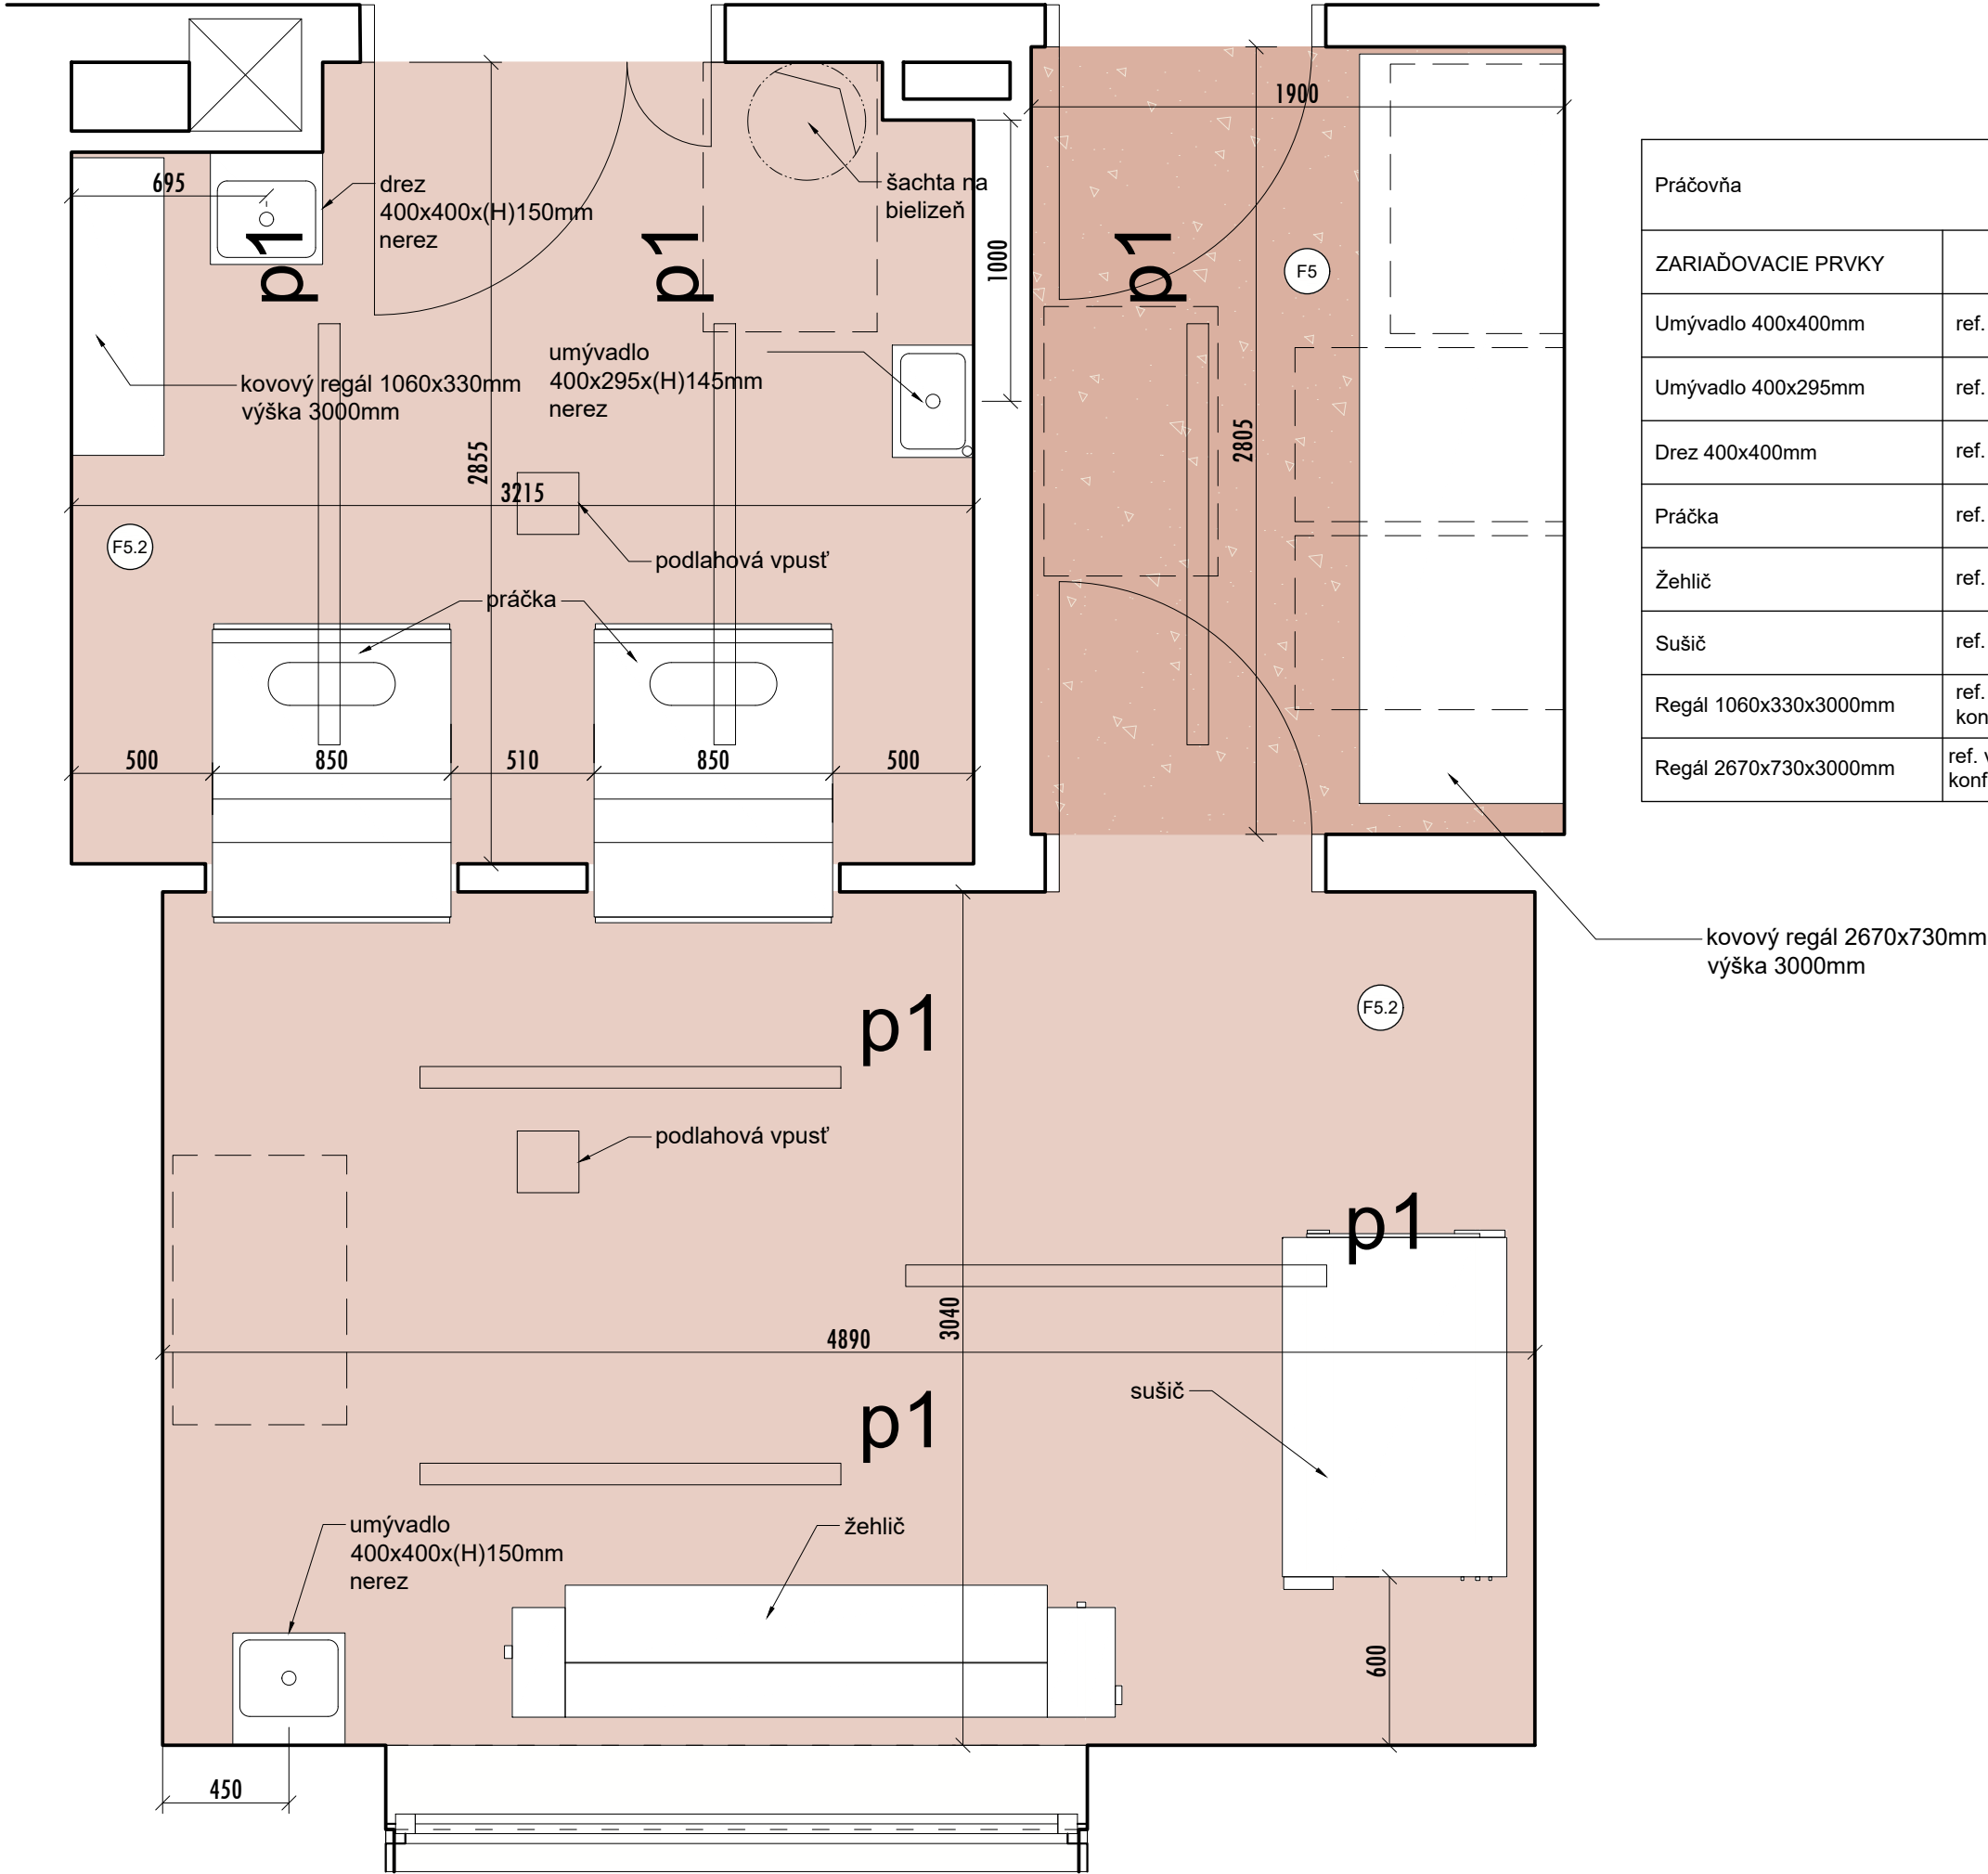 1900
695
drez
400x400x(H)150mm
nerez
šachta na
bielizeň
p1
p1
p1
1000
F5
umývadlo
400x295x(H)145mm
nerez
kovový regál 1060x330mm
výška 3000mm
2855
2805
3215
F5.2
podlahová vpusť
práčka
500
850
510
850
500
kovový regál 2670x730mm
výška 3000mm
F5.2
p1
podlahová vpusť
p1
3040
4890
sušič
p1
umývadlo
400x400x(H)150mm
nerez
žehlič
600
450
Práčovňa
ZARIAĎOVACIE PRVKY
Umývadlo 400x400mm ref.
Umývadlo 400x295mm ref.
Drez 400x400mm ref.
Práčka ref.
Žehlič ref.
Sušič ref.
Regál 1060x330x3000mm ref.
Regál 2670x730x3000mm ref.